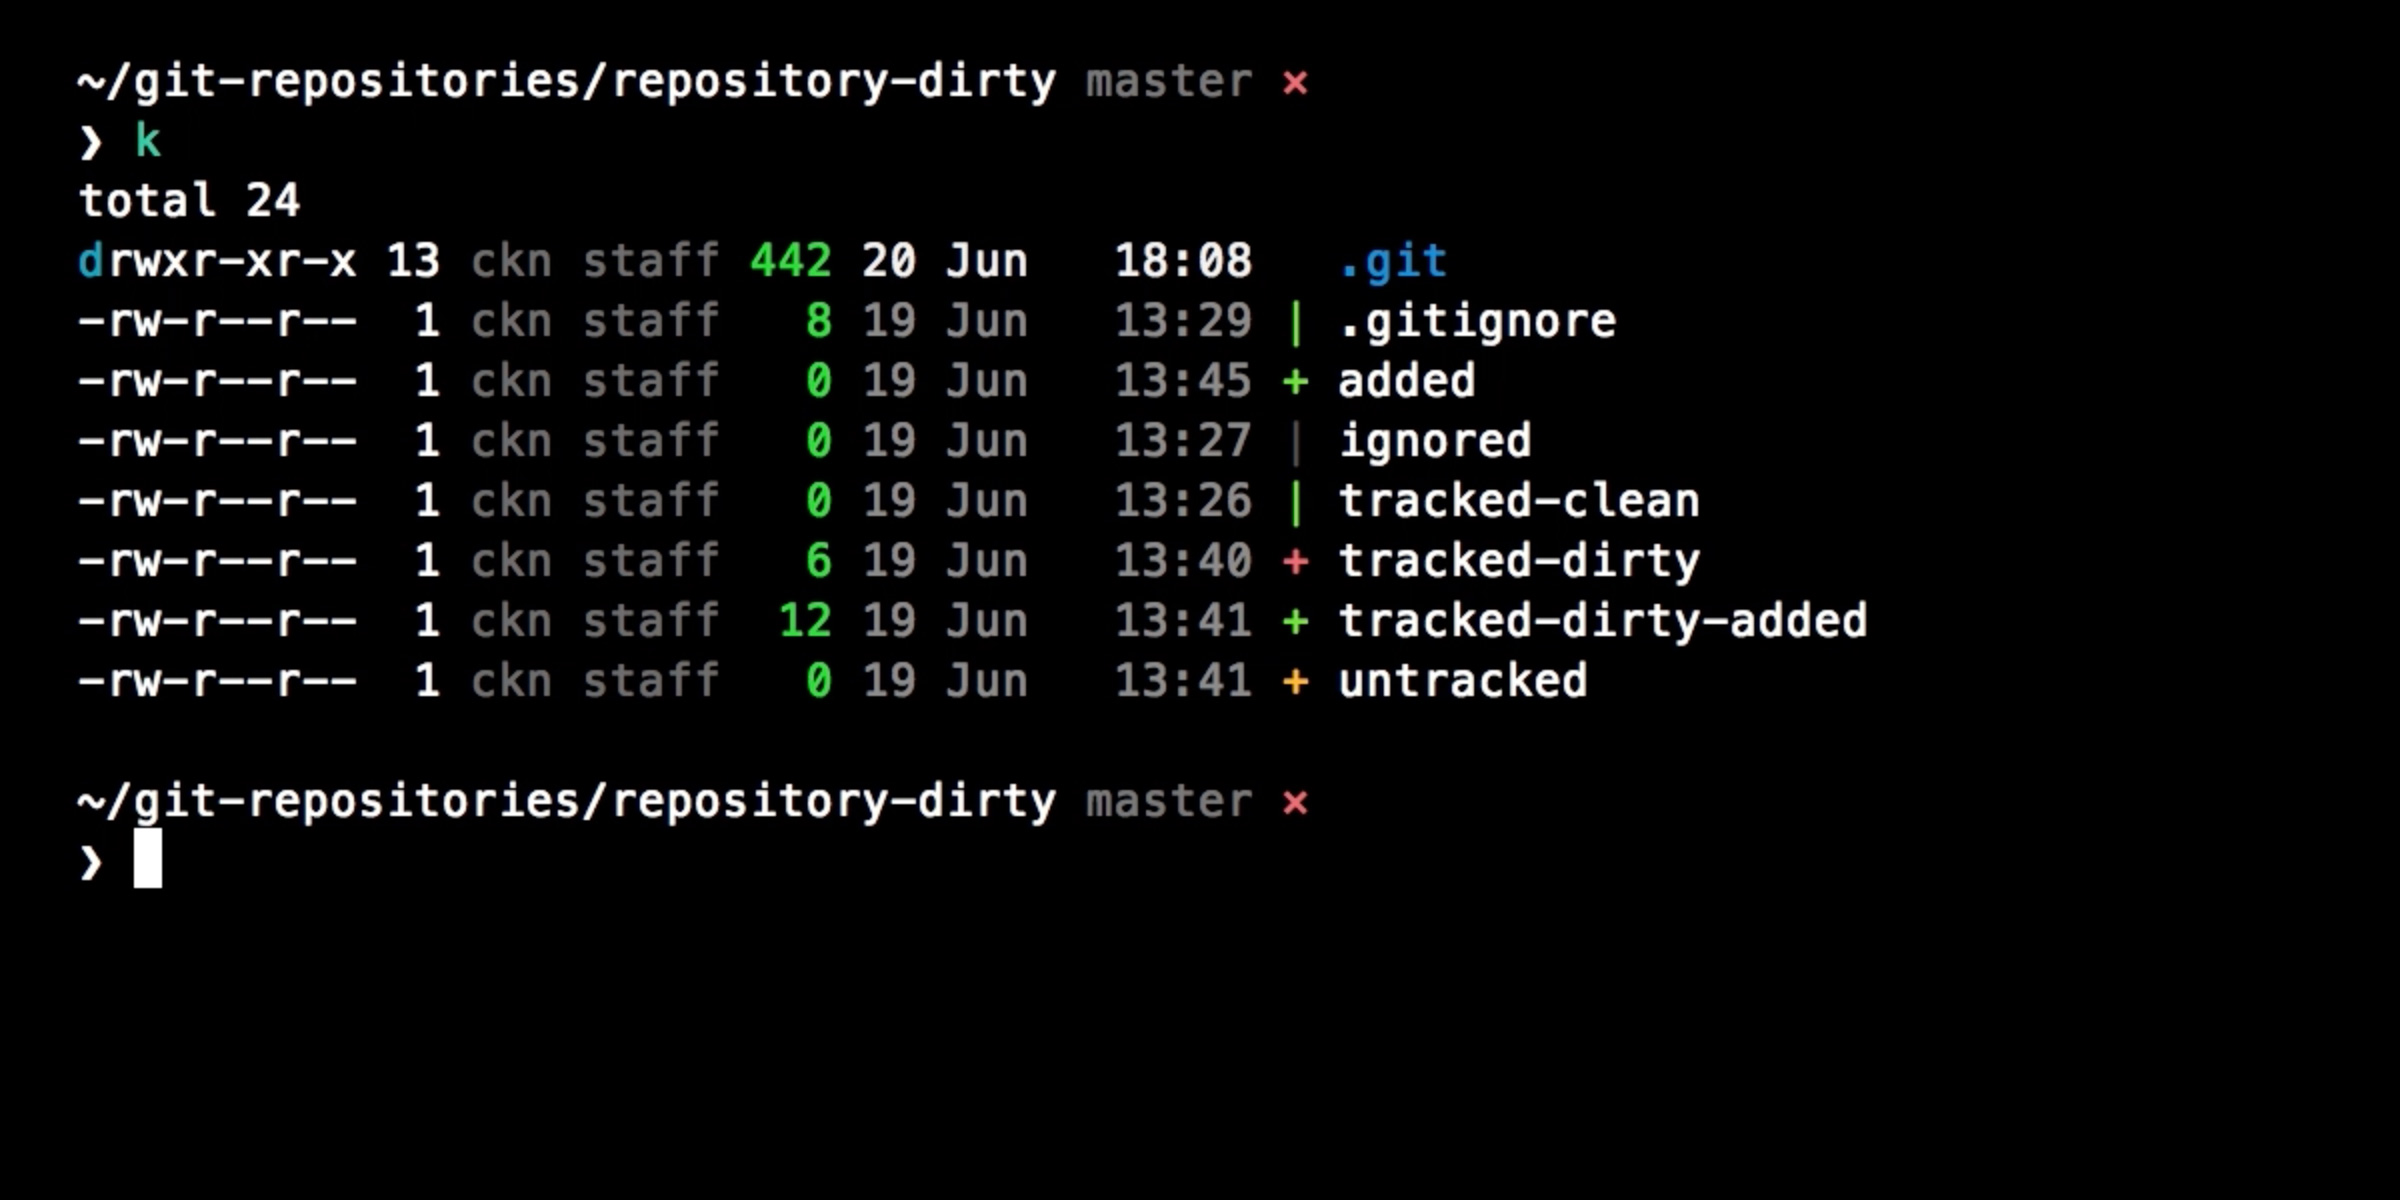 ~/git-repositories/repository-dirty master ×
❯ k
total 24
drwxr-xr-x 13 ckn staff 442 20 Jun   18:08   .git
-rw-r--r--  1 ckn staff   8 19 Jun   13:29 | .gitignore
-rw-r--r--  1 ckn staff   0 19 Jun   13:45 + added
-rw-r--r--  1 ckn staff   0 19 Jun   13:27 | ignored
-rw-r--r--  1 ckn staff   0 19 Jun   13:26 | tracked-clean
-rw-r--r--  1 ckn staff   6 19 Jun   13:40 + tracked-dirty
-rw-r--r--  1 ckn staff  12 19 Jun   13:41 + tracked-dirty-added
-rw-r--r--  1 ckn staff   0 19 Jun   13:41 + untracked
~/git-repositories/repository-dirty master ×
❯